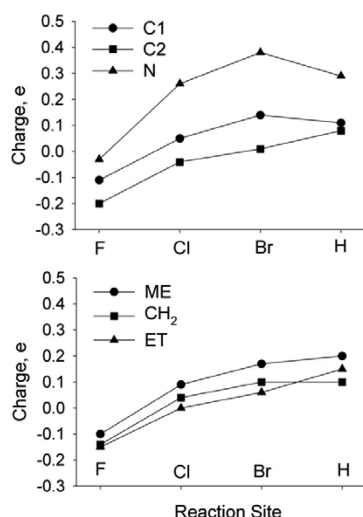 0.5
C1
0.4
C2
0.3
N
0.2
0.1
0.0
-0.1
-0.2
-0.3
Charge, e
F Cl Br H
0.5
ME
0.4
CH₂
0.3
ET
0.2
0.1
0.0
-0.1
-0.2
-0.3
Charge, e
F Cl Br H
Reaction Site